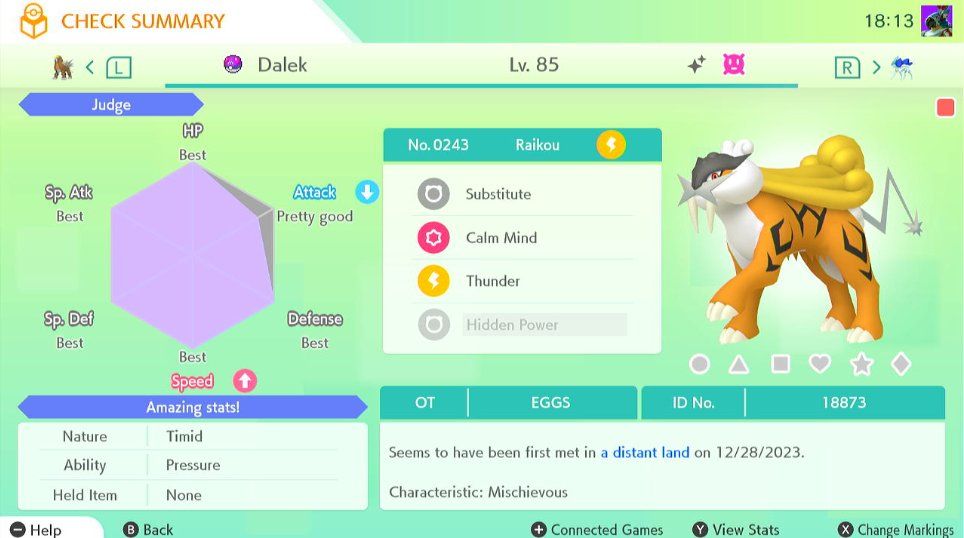 CHECK SUMMARY
18:13
L
Dalek
Lv. 85
R
Judge
HP
Best
Sp. Atk
Best
Attack
Pretty good
Sp. Def
Best
Defense
Best
Best
Speed
Amazing stats!
Nature Timid
Ability Pressure
Held Item None
No. 0243 Raikou
Substitute
Calm Mind
Thunder
Hidden Power
OT EGGS ID No. 18873
Seems to have been first met in a distant land on 12/28/2023.
Characteristic: Mischievous
Help
B Back
Connected Games
Y View Stats
X Change Markings